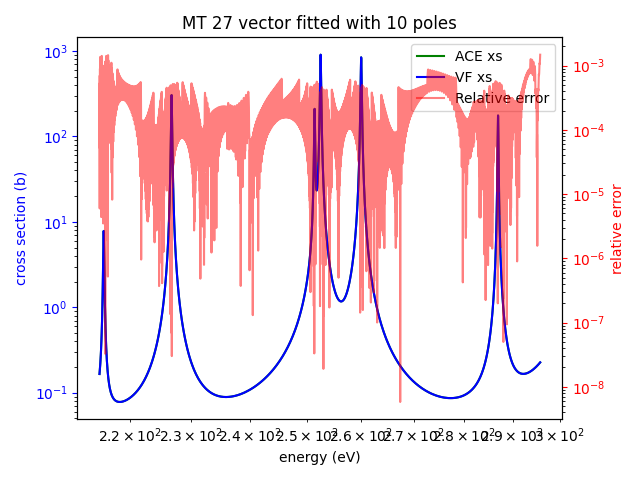 MT 27 vector fitted with 10 poles
ACE xs
VF xs
Relative error
cross section (b)
10³
10²
10¹
10⁰
10⁻¹
relative error
10⁻³
10⁻⁴
10⁻⁵
10⁻⁶
10⁻⁷
10⁻⁸
2.2 × 10² 2.3 × 10² 2.4 × 10² 2.5 × 10² 2.6 × 10² 2.7 × 10² 2.8 × 10² 2.9 × 10² 3 × 10²
energy (eV)